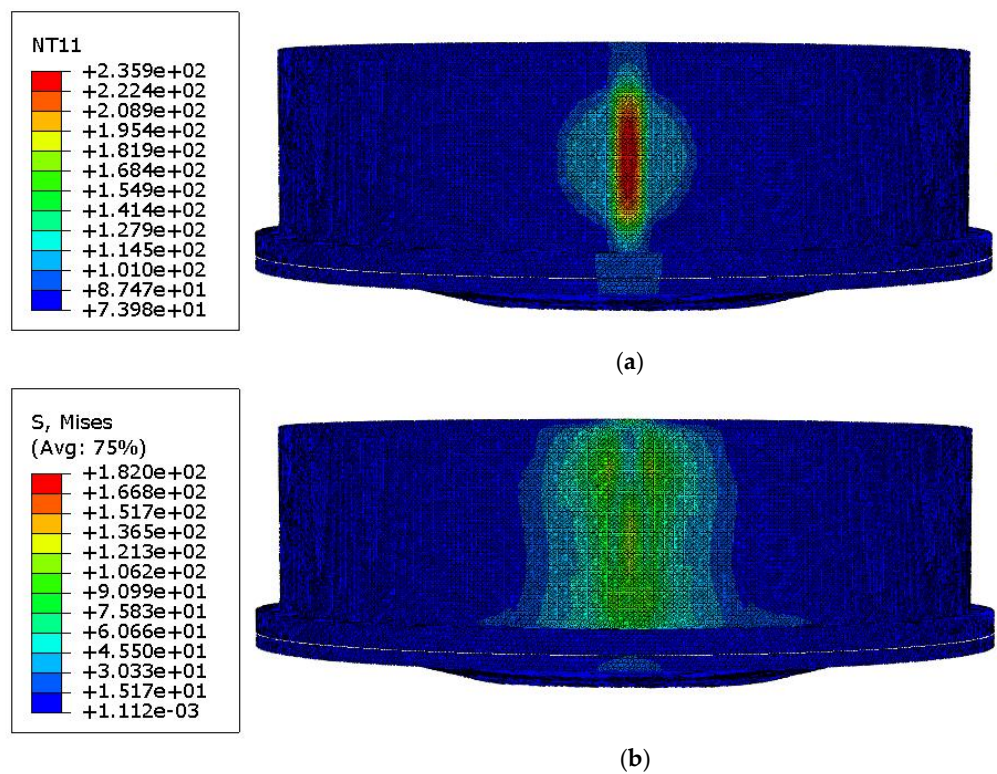 NT11
+2.359e+02
+2.224e+02
+2.089e+02
+1.954e+02
+1.819e+02
+1.684e+02
+1.549e+02
+1.414e+02
+1.279e+02
+1.145e+02
+1.010e+02
+8.747e+01
+7.398e+01
(a)
S, Mises
(Avg: 75%)
+1.820e+02
+1.668e+02
+1.517e+02
+1.365e+02
+1.213e+02
+1.062e+02
+9.099e+01
+7.583e+01
+6.066e+01
+4.550e+01
+3.033e+01
+1.517e+01
+1.112e-03
(b)